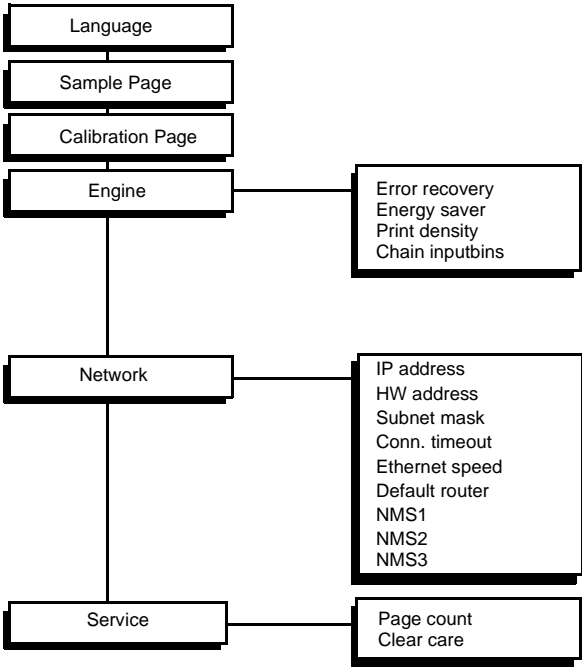 Language
Sample Page
Calibration Page
Engine
Error recovery
Energy saver
Print density
Chain inputbins
Network
IP address
HW address
Subnet mask
Conn. timeout
Ethernet speed
Default router
NMS1
NMS2
NMS3
Service
Page count
Clear care